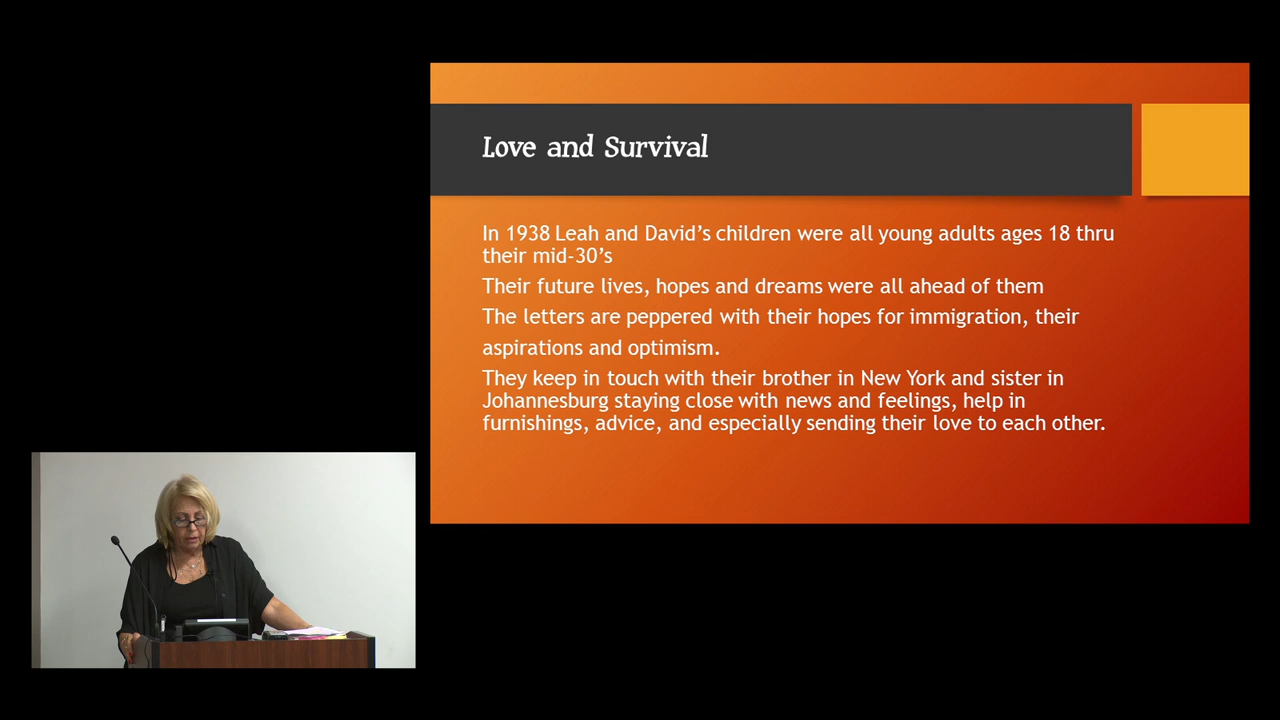 Love and Survival
In 1938 Leah and David’s children were all young adults ages 18 thru
their mid-30’s
Their future lives, hopes and dreams were all ahead of them
The letters are peppered with their hopes for immigration, their
aspirations and optimism.
They keep in touch with their brother in New York and sister in
Johannesburg staying close with news and feelings, help in
furnishings, advice, and especially sending their love to each other.